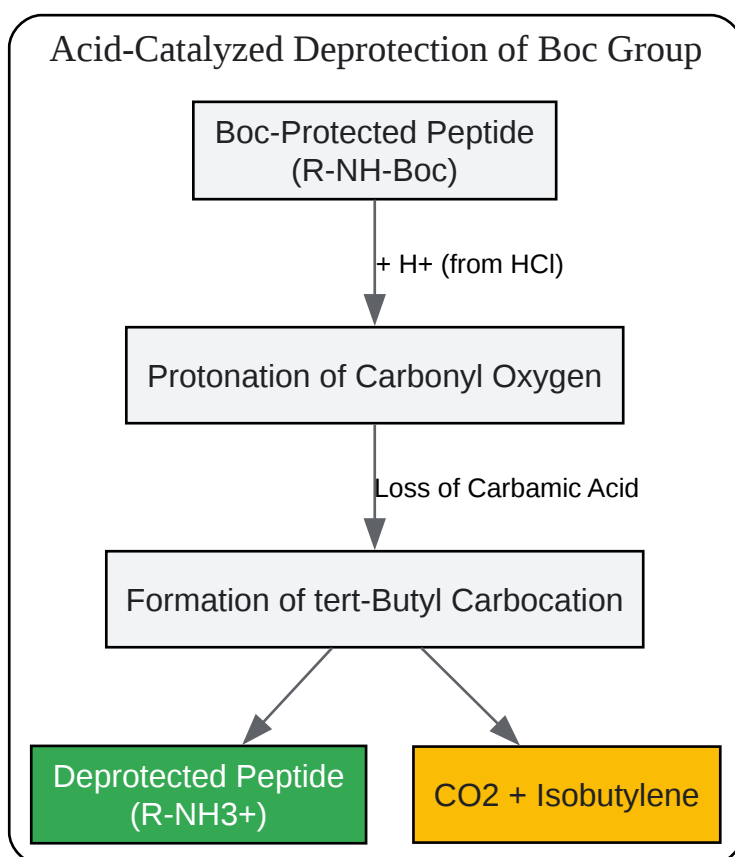 Acid-Catalyzed Deprotection of Boc Group
Boc-Protected Peptide
(R-NH-Boc)
+ H+ (from HCl)
Protonation of Carbonyl Oxygen
Loss of Carbamic Acid
Formation of tert-Butyl Carbocation
Deprotected Peptide
(R-NH3+)
CO2 + Isobutylene